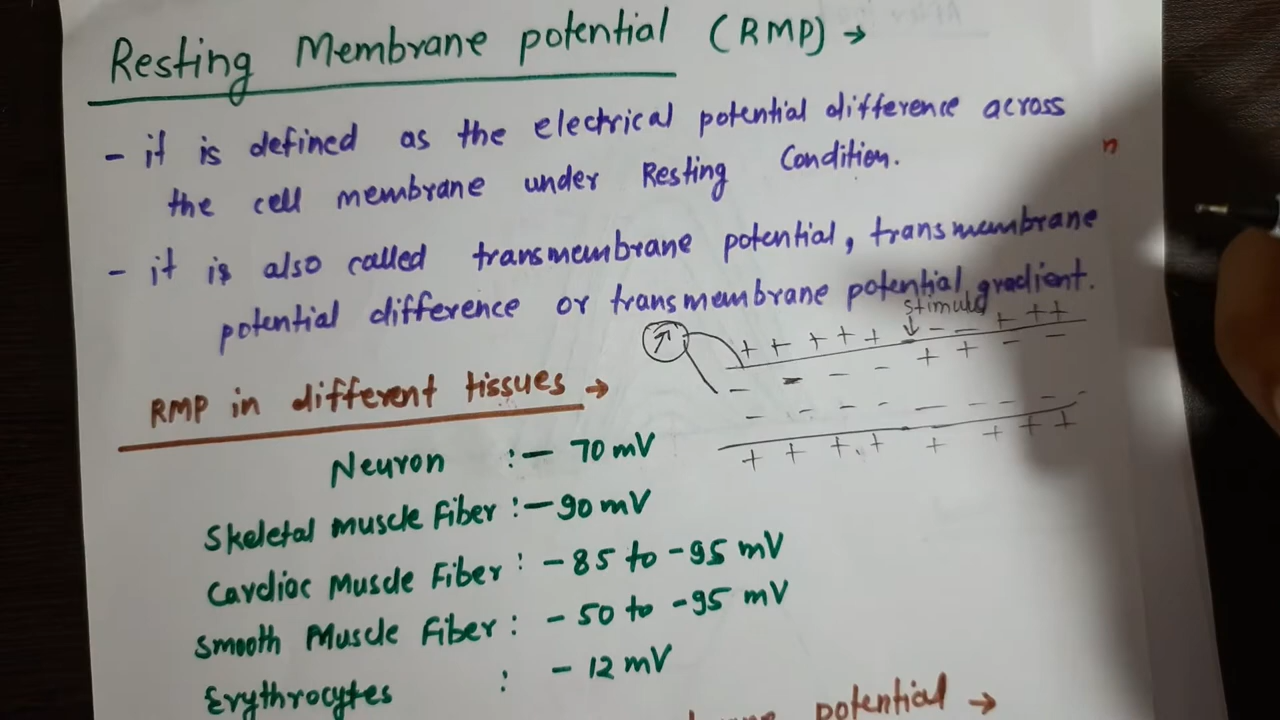 Resting Membrane potential (RMP) →
- it is defined as the electrical potential difference across
the cell membrane under Resting Condition.
n
- it is also called transmembrane potential, transmembrane
potential difference or transmembrane potential gradient.
stimulus
+ + + + + - - + + +
- - - - + + - -
- - - - - - - -
+ + + + + + + +
RMP in different tissues →
Neuron :- 70 mV
Skeletal muscle Fiber :- 90 mV
Cardiac Muscle Fiber : - 85 to -95 mV
Smooth Muscle Fiber : - 50 to -95 mV
Erythrocytes : - 12 mV
potential →